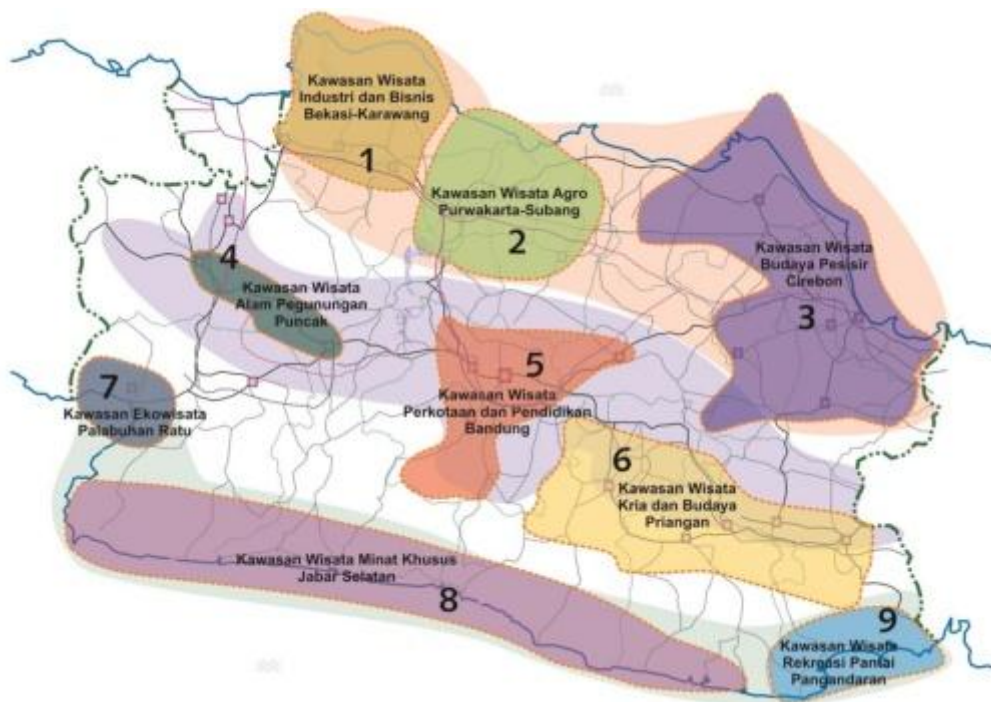 Kawasan Wisata
Industri dan Bisnis
Bekasi-Karawang
1
Kawasan Wisata Agro
Purwakarta-Subang
2
Kawasan Wisata
Budaya Pesisir
Cirebon
3
4
Kawasan Wisata
Alam Pegunungan
Puncak
5
Kawasan Wisata
Perkotaan dan Pendidikan
Bandung
6
Kawasan Wisata
Kria dan Budaya
Priangan
7
Kawasan Ekowisata
Palabuhan Ratu
Kawasan Wisata Minat Khusus
Jabar Selatan
8
9
Kawasan Wisata
Rekreasi Pantai
Pangandaran